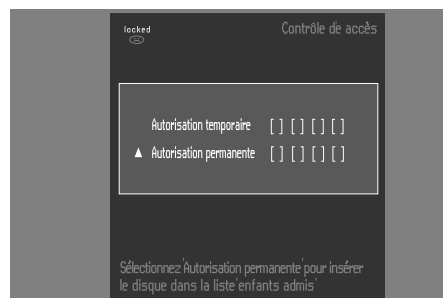 locked
Contrôle de accès
Autorisation temporaire [ ] [ ] [ ] [ ]
▲ Autorisation permanente [ ] [ ] [ ] [ ]
Sélectionnez 'Autorisation permanente' pour insérer
le disque dans la liste 'enfants admis'